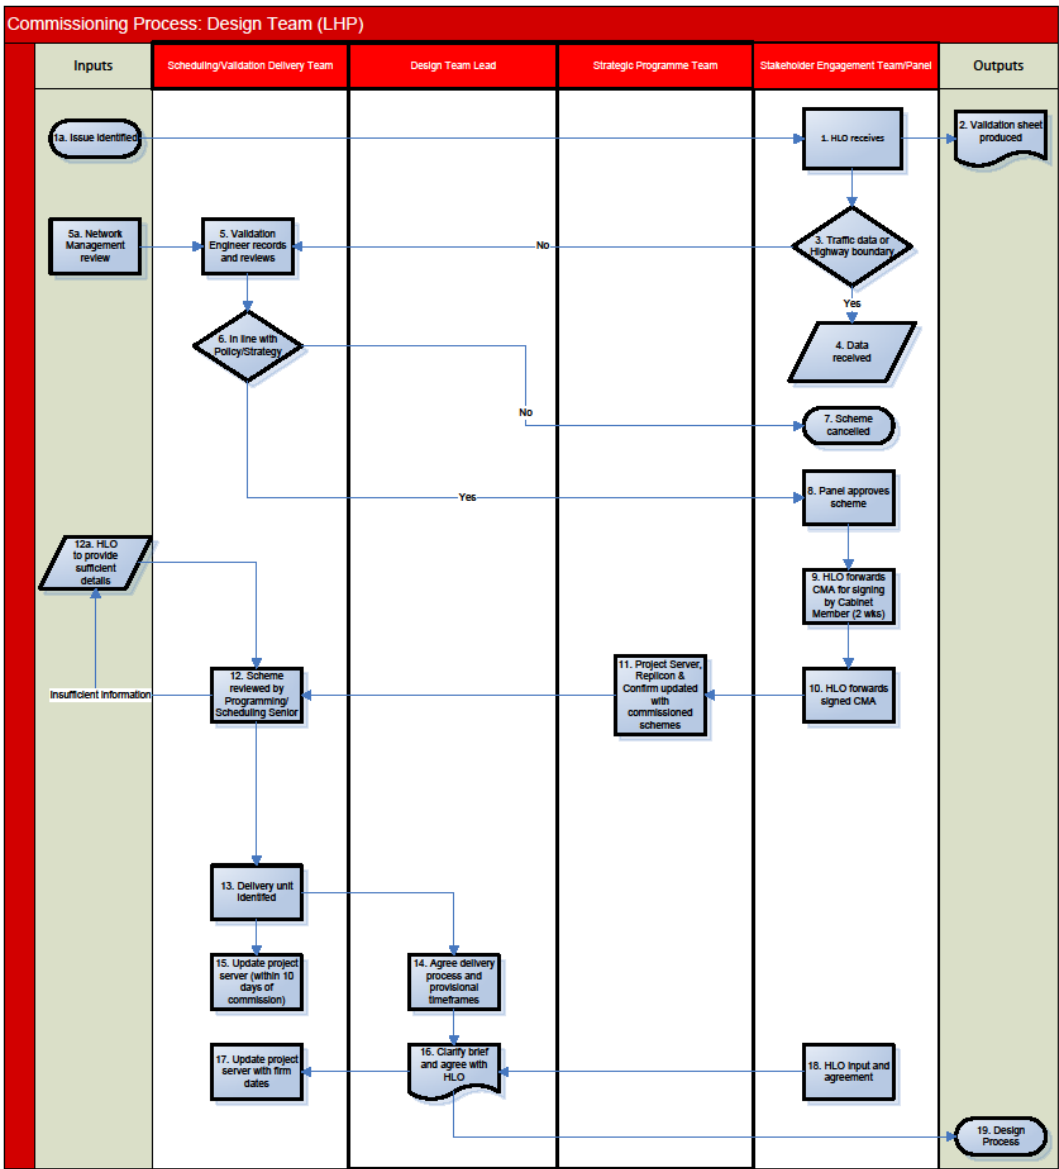 Commissioning Process: Design Team (LHP)
Inputs
Scheduling/Validation Delivery Team
Design Team Lead
Strategic Programme Team
Stakeholder Engagement Team/Panel
Outputs
1a. Issue Identified
1. HLO receives
2. Validation sheet
produced
5a. Network
Management
review
5. Validation
Engineer records
and reviews
No
3. Traffic data or
Highway boundary
Yes
6. In line with
Policy/Strategy
4. Data
received
No
7. Scheme
cancelled
Yes
8. Panel approves
scheme
12a. HLO
to provide
sufficient
details
9. HLO forwards
CMA for signing
by Cabinet
Member (2 wks)
Insufficient Information
12. Scheme
reviewed by
Programming/
Scheduling Senior
11. Project Server,
Replicon &
Confirm updated
with
commissioned
schemes
10. HLO forwards
signed CMA
13. Delivery unit
Identifed
15. Update project
server (within 10
days of
commission)
14. Agree delivery
process and
provisional
timeframes
17. Update project
server with firm
dates
16. Clarify brief
and agree with
HLO
18. HLO Input and
agreement
19. Design
Process